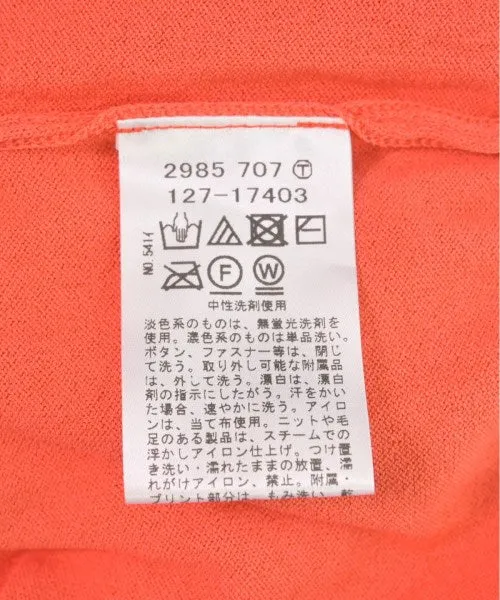 2985 707 Ⓣ
127-17403
NO.541イ
F
W
中性洗剤使用
淡色系のものは、無蛍光洗剤を
使用。濃色系のものは単品洗い。
ボタン、ファスナー等は、閉じ
て洗う。取り外し可能な附属品
は、外して洗う。漂白は、漂白
剤の指示にしたがう。汗をかい
た場合、速やかに洗う。アイロ
ンは、当て布使用。ニットや毛
足のある製品は、スチームでの
浮かしアイロン仕上げ。つけ置
き洗い・濡れたままの放置、濡
れがけアイロン、禁止。附属・
プリント部分は、もみ洗い、乾